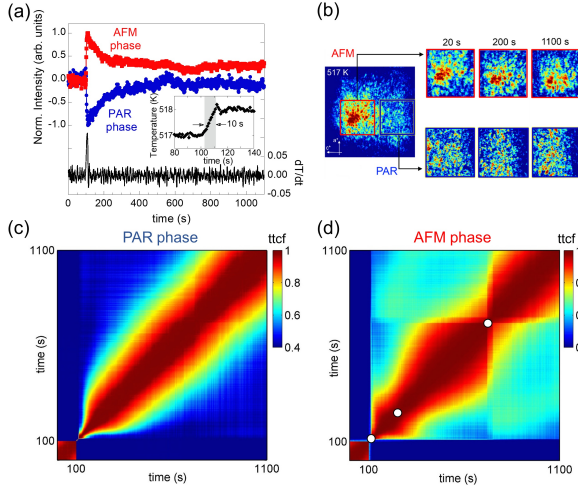 (a)
Norm. Intensity (arb. units)
1.0
0.5
0.0
-0.5
-1.0
AFM
phase
PAR
phase
Temperature (K)
518
517
10 s
80 100 120 140
time (s)
dT/dt
0.05
0.00
-0.05
0 200 400 600 800 1000
time (s)
(b)
AFM
517 K
PAR
20 s 200 s 1100 s
(c)
PAR phase
ttcf
1
0.8
0.6
0.4
1100
time (s)
100
100 1100
time (s)
(d)
AFM phase
ttcf
1100
time (s)
100
100 1100
time (s)